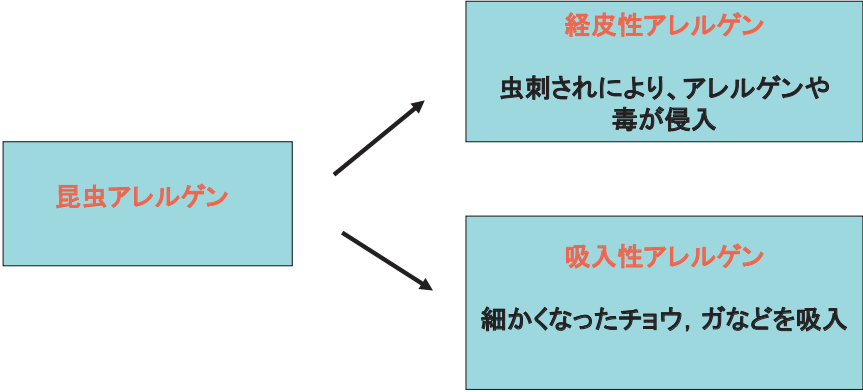 経皮性アレルゲン
虫刺されにより、アレルゲンや
毒が侵入
昆虫アレルゲン
吸入性アレルゲン
細かくなったチョウ, ガなどを吸入